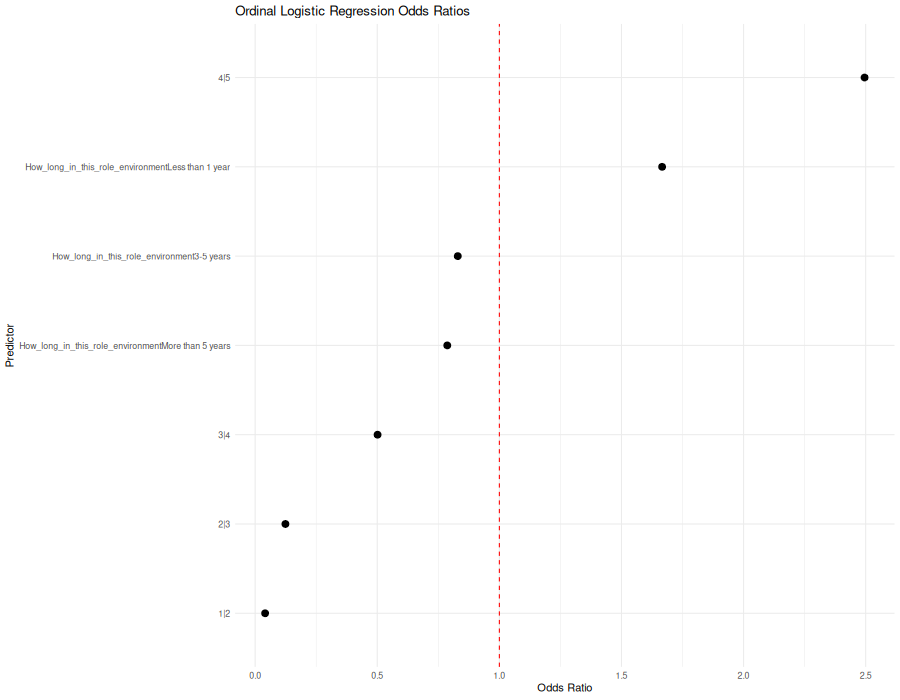 Ordinal Logistic Regression Odds Ratios
Predictor
4|5
How_long_in_this_role_environmentLess than 1 year
How_long_in_this_role_environment3-5 years
How_long_in_this_role_environmentMore than 5 years
3|4
2|3
1|2
0.0 0.5 1.0 1.5 2.0 2.5
Odds Ratio